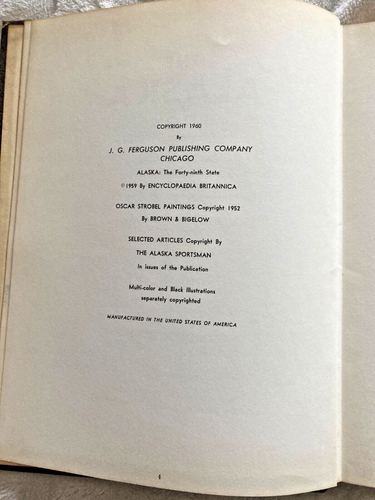 COPYRIGHT 1960
By
J. G. FERGUSON PUBLISHING COMPANY
CHICAGO
ALASKA: The Forty-ninth State
© 1959 By ENCYCLOPAEDIA BRITANNICA
OSCAR STROBEL PAINTINGS Copyright 1952
By BROWN & BIGELOW
SELECTED ARTICLES Copyright By
THE ALASKA SPORTSMAN
In issues of the Publication
Multi-color and Black Illustrations
separately copyrighted
MANUFACTURED IN THE UNITED STATES OF AMERICA
4